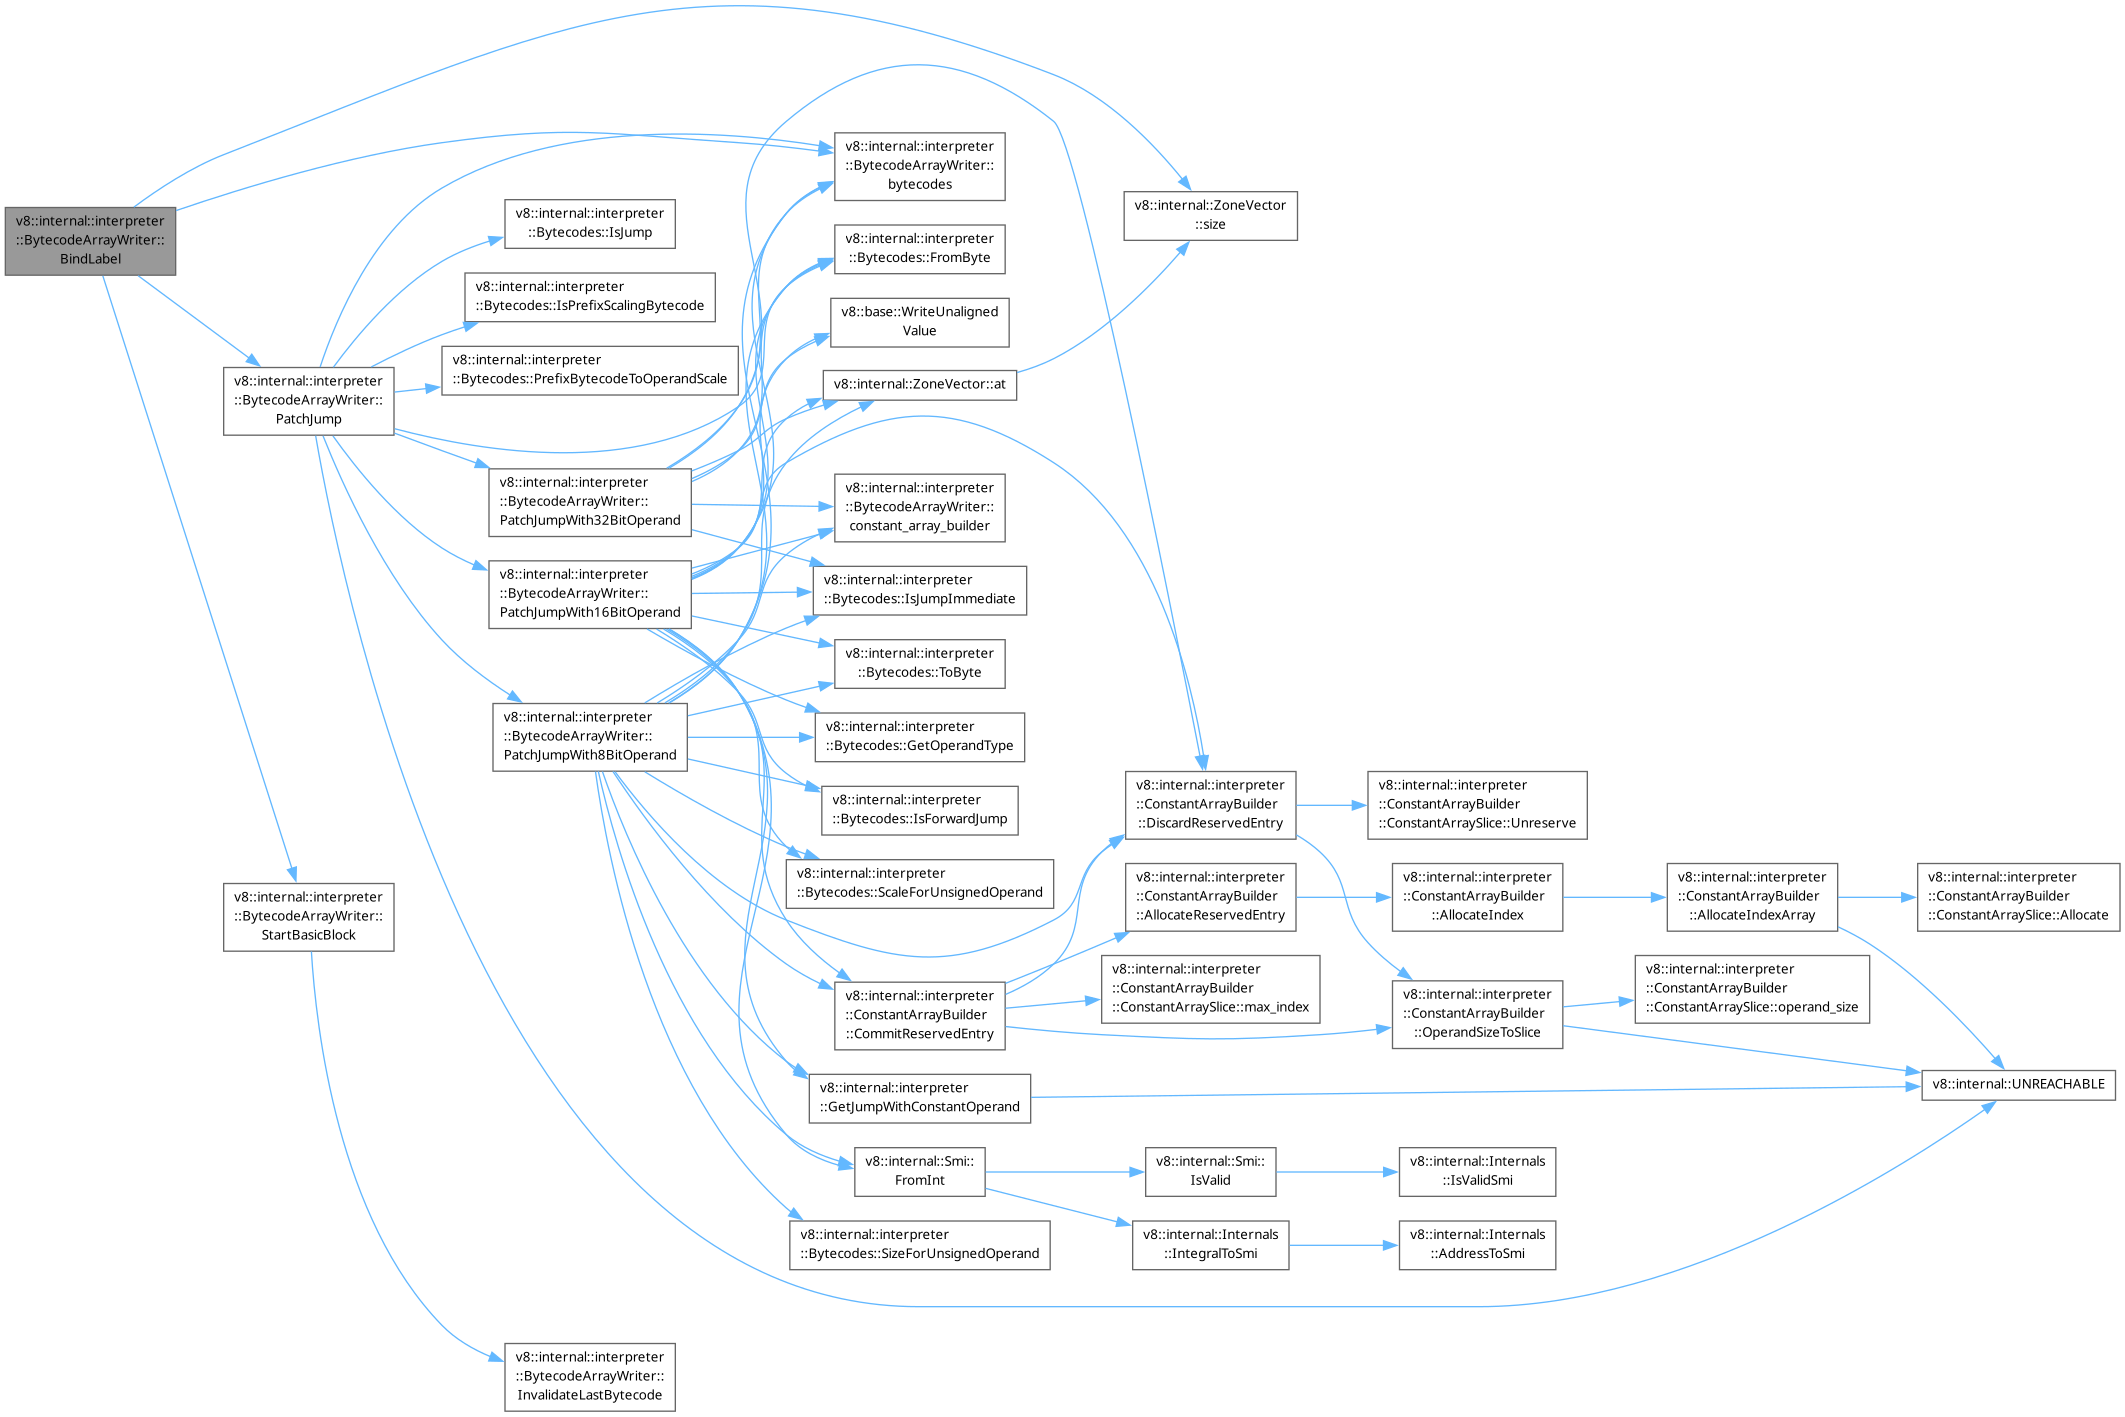 v8::internal::interpreter
::BytecodeArrayWriter::
BindLabel
v8::internal::interpreter
::BytecodeArrayWriter::
PatchJump
v8::internal::interpreter
::BytecodeArrayWriter::
StartBasicBlock
v8::internal::interpreter
::Bytecodes::IsJump
v8::internal::interpreter
::Bytecodes::IsPrefixScalingBytecode
v8::internal::interpreter
::Bytecodes::PrefixBytecodeToOperandScale
v8::internal::interpreter
::BytecodeArrayWriter::
PatchJumpWith32BitOperand
v8::internal::interpreter
::BytecodeArrayWriter::
PatchJumpWith16BitOperand
v8::internal::interpreter
::BytecodeArrayWriter::
PatchJumpWith8BitOperand
v8::internal::interpreter
::BytecodeArrayWriter::
InvalidateLastBytecode
v8::internal::interpreter
::BytecodeArrayWriter::
bytecodes
v8::internal::interpreter
::Bytecodes::FromByte
v8::base::WriteUnaligned
Value
v8::internal::ZoneVector::at
v8::internal::interpreter
::BytecodeArrayWriter::
constant_array_builder
v8::internal::interpreter
::Bytecodes::IsJumpImmediate
v8::internal::interpreter
::Bytecodes::ToByte
v8::internal::interpreter
::Bytecodes::GetOperandType
v8::internal::interpreter
::Bytecodes::IsForwardJump
v8::internal::interpreter
::Bytecodes::ScaleForUnsignedOperand
v8::internal::interpreter
::ConstantArrayBuilder
::CommitReservedEntry
v8::internal::interpreter
::GetJumpWithConstantOperand
v8::internal::Smi::
FromInt
v8::internal::interpreter
::Bytecodes::SizeForUnsignedOperand
v8::internal::ZoneVector
::size
v8::internal::interpreter
::ConstantArrayBuilder
::DiscardReservedEntry
v8::internal::interpreter
::ConstantArrayBuilder
::AllocateReservedEntry
v8::internal::interpreter
::ConstantArrayBuilder
::ConstantArraySlice::max_index
v8::internal::Smi::
IsValid
v8::internal::Internals
::IntegralToSmi
v8::internal::interpreter
::ConstantArrayBuilder
::ConstantArraySlice::Unreserve
v8::internal::interpreter
::ConstantArrayBuilder
::AllocateIndex
v8::internal::interpreter
::ConstantArrayBuilder
::OperandSizeToSlice
v8::internal::Internals
::IsValidSmi
v8::internal::Internals
::AddressToSmi
v8::internal::interpreter
::ConstantArrayBuilder
::AllocateIndexArray
v8::internal::interpreter
::ConstantArrayBuilder
::ConstantArraySlice::operand_size
v8::internal::interpreter
::ConstantArrayBuilder
::ConstantArraySlice::Allocate
v8::internal::UNREACHABLE